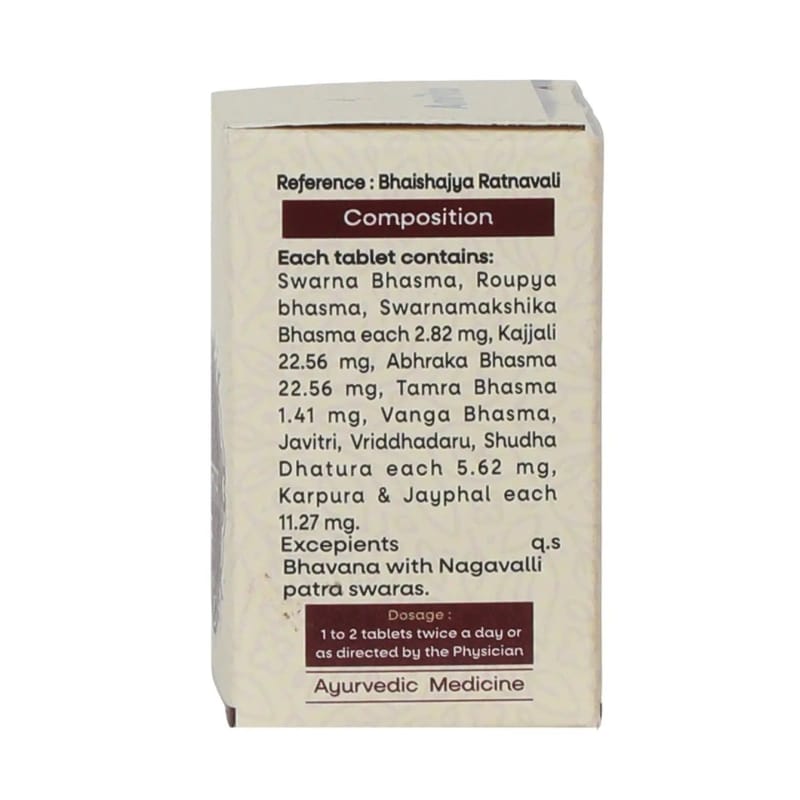 Reference : Bhaishajya Ratnavali
Composition
Each tablet contains:
Swarna Bhasma, Roupya
bhasma, Swarnamakshika
Bhasma each 2.82 mg, Kajjali
22.56 mg, Abhraka Bhasma
22.56 mg, Tamra Bhasma
1.41 mg, Vanga Bhasma,
Javitri, Vriddhadaru, Shudha
Dhatura each 5.62 mg,
Karpura & Jayphal each
11.27 mg.
Excepients q.s
Bhavana with Nagavalli
patra swaras.
Dosage :
1 to 2 tablets twice a day or
as directed by the Physician
Ayurvedic Medicine